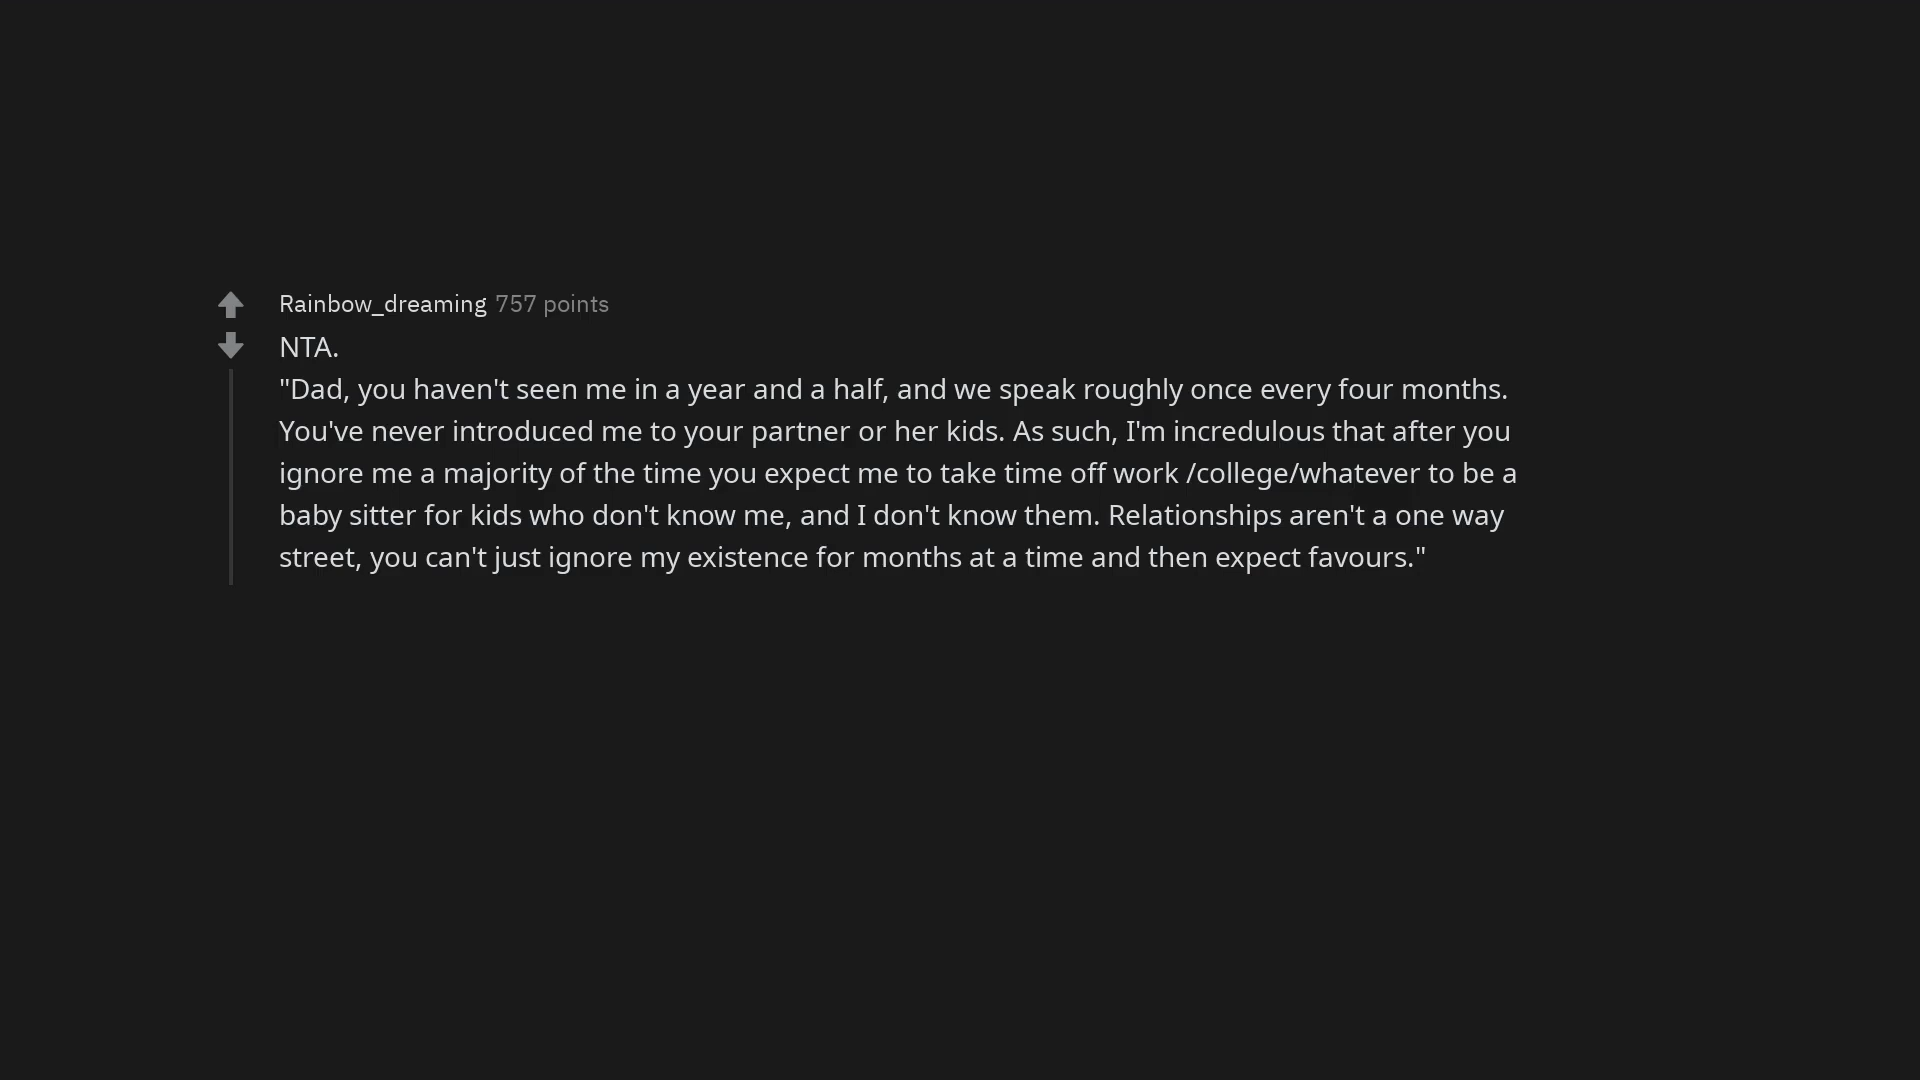 Rainbow_dreaming 757 points
NTA.
"Dad, you haven't seen me in a year and a half, and we speak roughly once every four months.
You've never introduced me to your partner or her kids. As such, I'm incredulous that after you
ignore me a majority of the time you expect me to take time off work /college/whatever to be a
baby sitter for kids who don't know me, and I don't know them. Relationships aren't a one way
street, you can't just ignore my existence for months at a time and then expect favours."